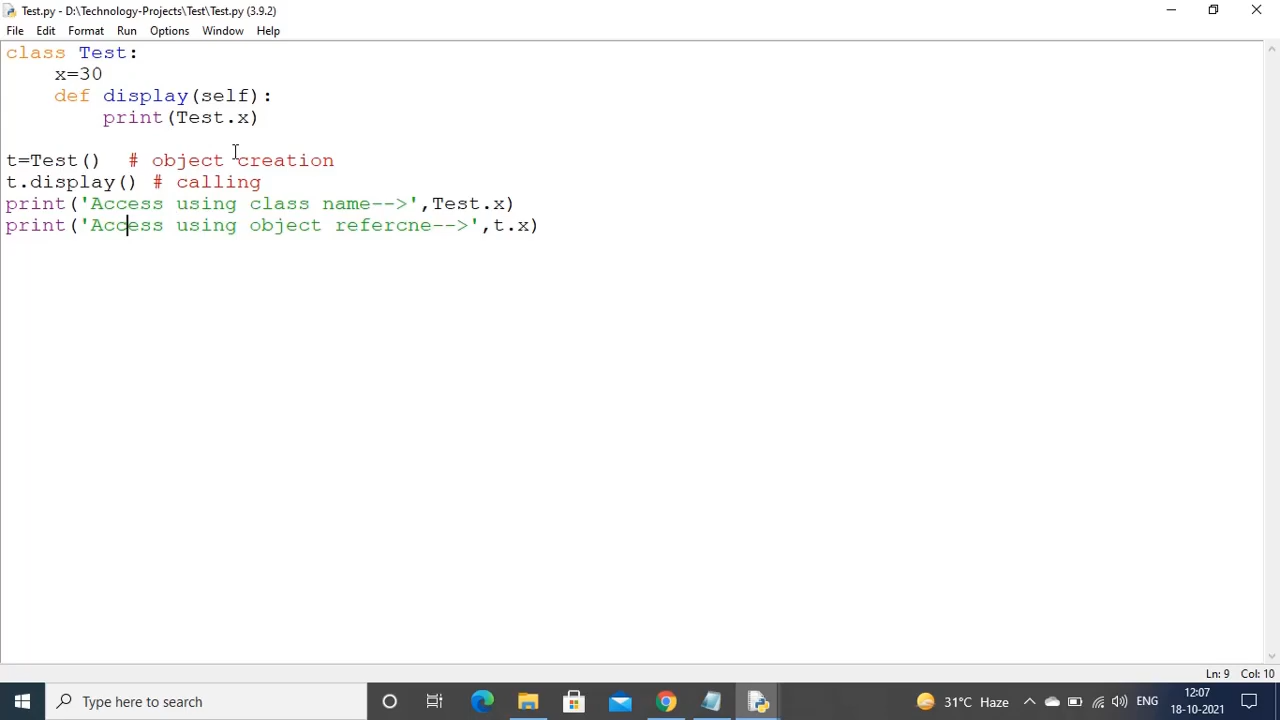 Test.py - D:\Technology-Projects\Test\Test.py (3.9.2)
File Edit Format Run Options Window Help
class Test:
    x=30
    def display(self):
        print(Test.x)
t=Test()  # object creation
t.display() # calling
print('Access using class name-->',Test.x)
print('Access using object refercne-->',t.x)
Ln: 9 Col: 10
Type here to search
31°C Haze
ENG
12:07
18-10-2021